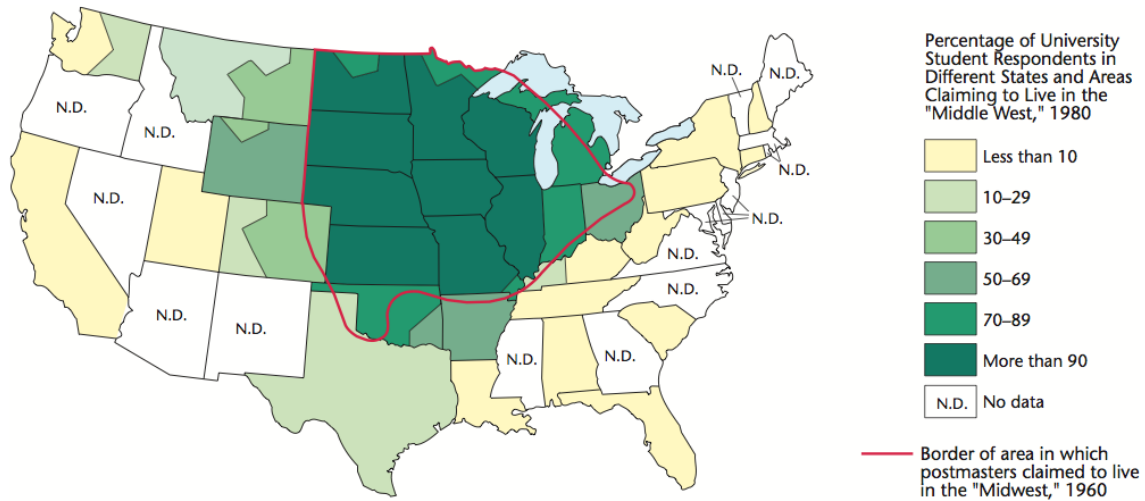 N.D.
N.D.
N.D.
N.D.
N.D.
N.D.
N.D.
N.D.
N.D.
N.D.
N.D.
N.D.
N.D.
Percentage of University
Student Respondents in
Different States and Areas
Claiming to Live in the
"Middle West," 1980
Less than 10
10–29
30–49
50–69
70–89
More than 90
N.D. No data
Border of area in which
postmasters claimed to live
in the "Midwest," 1960